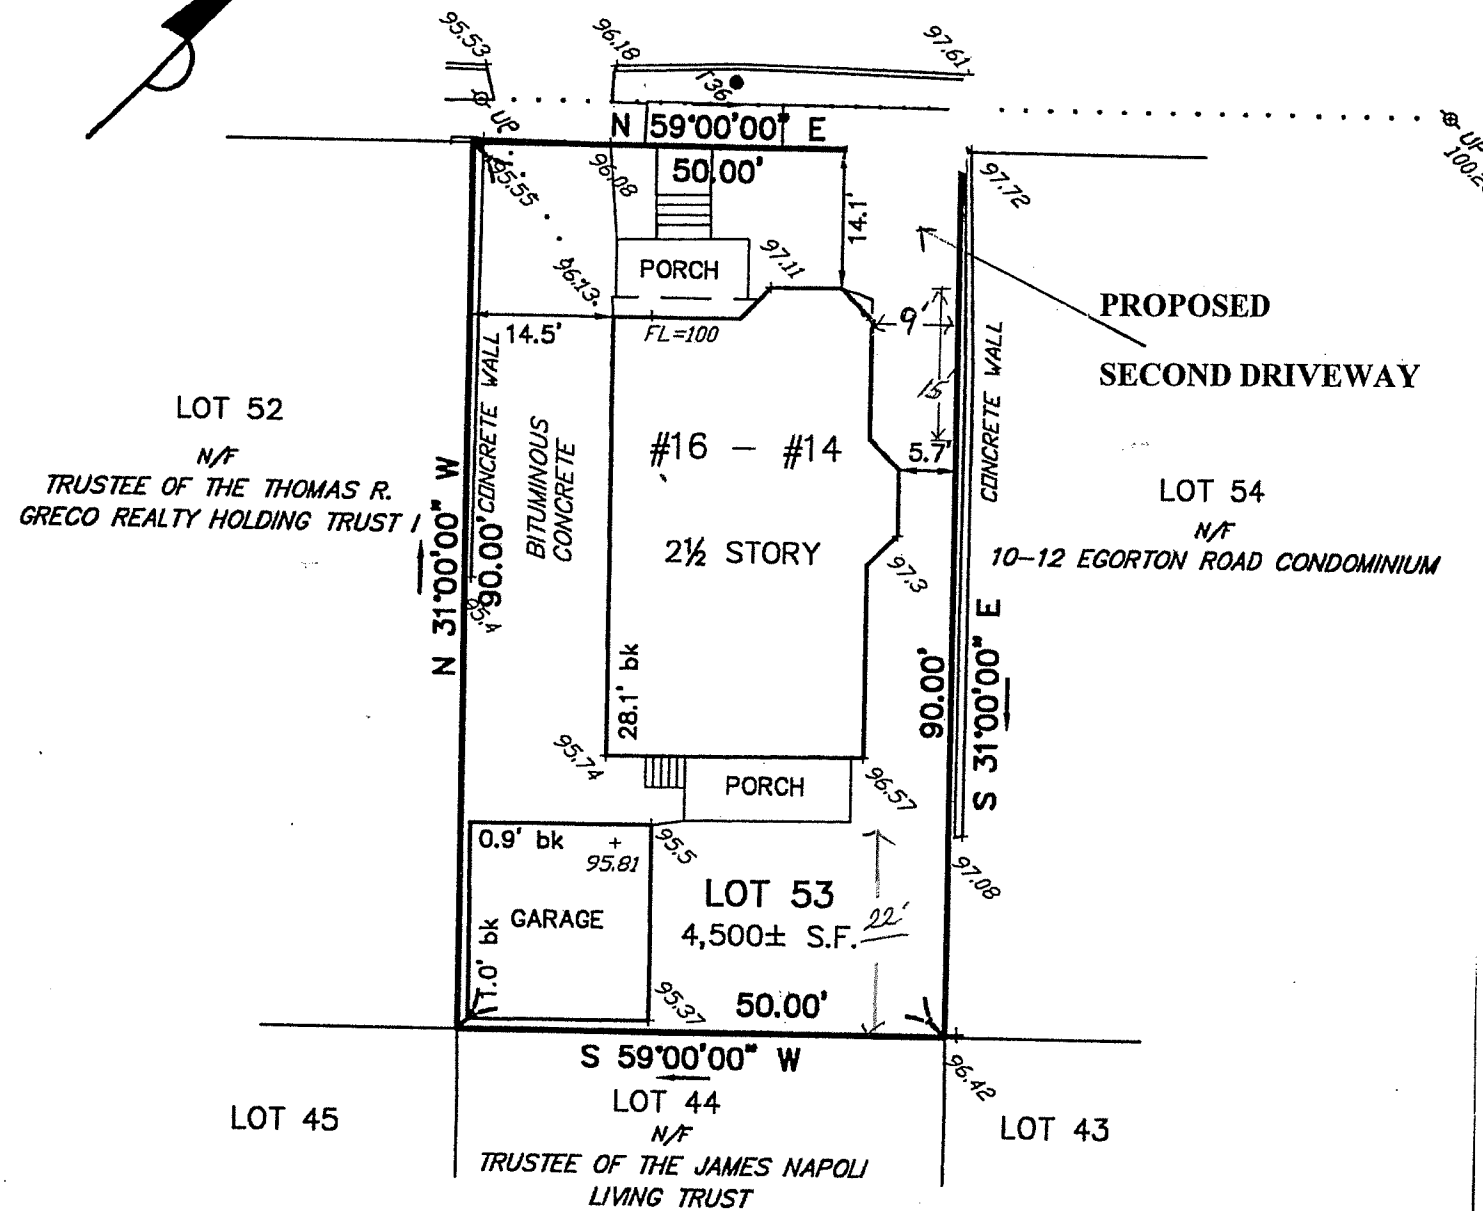 95.53
96.18
97.61
T36
UP
UP
N 59°00'00" E
50.00'
95.55
96.08
97.72
14.1'
97.11
96.13
PORCH
14.5'
FL=100
9'
15'
PROPOSED
SECOND DRIVEWAY
CONCRETE WALL
CONCRETE WALL
BITUMINOUS
CONCRETE
LOT 52
N/F
TRUSTEE OF THE THOMAS R.
GRECO REALTY HOLDING TRUST I
#16 - #14
5.7'
2½ STORY
LOT 54
N/F
10-12 EGORTON ROAD CONDOMINIUM
N 31°00'00" W
90.00'
95.4
97.3
28.1' bk
90.00'
S 31°00'00" E
95.74
PORCH
96.57
0.9' bk
95.81
95.5
97.08
GARAGE
1.0' bk
LOT 53
4,500± S.F.
22'
95.37
50.00'
S 59°00'00" W
96.42
LOT 45
LOT 44
N/F
TRUSTEE OF THE JAMES NAPOLI
LIVING TRUST
LOT 43